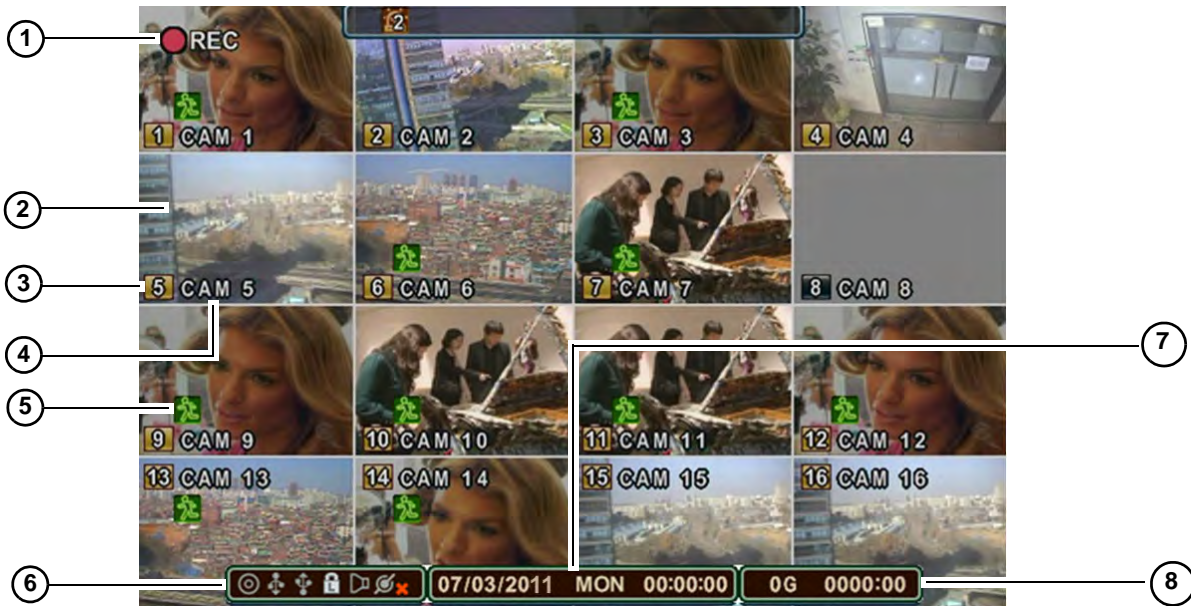 1
REC
2
1 CAM 1
2 CAM 2
3 CAM 3
4 CAM 4
2
3
5 CAM 5
6 CAM 6
7 CAM 7
8 CAM 8
4
7
5
9 CAM 9
10 CAM 10
11 CAM 11
12 CAM 12
13 CAM 13
14 CAM 14
15 CAM 15
16 CAM 16
6
L
07/03/2011 MON 00:00:00
0G 0000:00
8